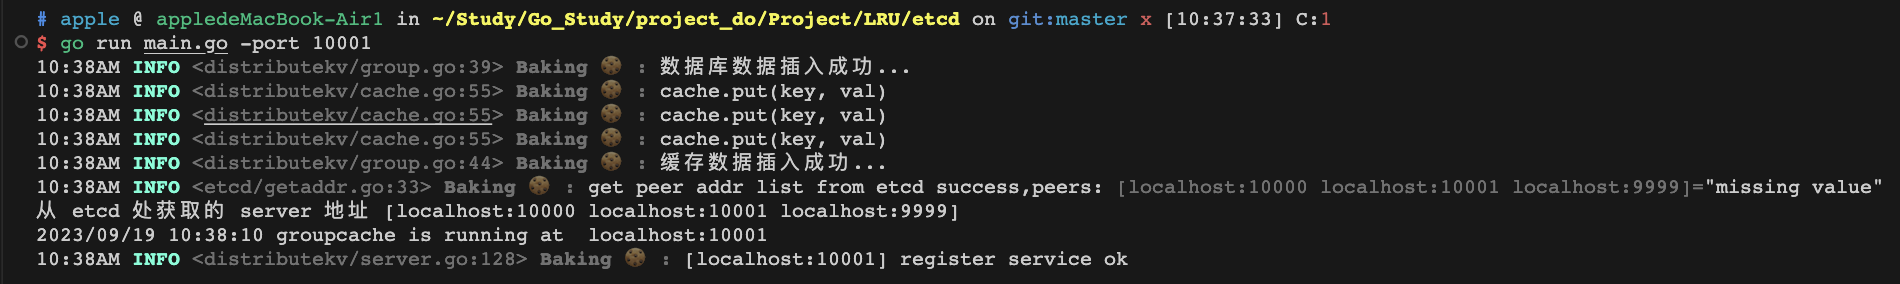 # apple @ appledeMacBook-Air1 in ~/Study/Go_Study/project_do/Project/LRU/etcd on git:master x [10:37:33] C:1
$ go run main.go -port 10001
10:38AM INFO <distributekv/group.go:39> Baking 🍪 : 数据库数据插入成功...
10:38AM INFO <distributekv/cache.go:55> Baking 🍪 : cache.put(key, val)
10:38AM INFO <distributekv/cache.go:55> Baking 🍪 : cache.put(key, val)
10:38AM INFO <distributekv/cache.go:55> Baking 🍪 : cache.put(key, val)
10:38AM INFO <distributekv/group.go:44> Baking 🍪 : 缓存数据插入成功...
10:38AM INFO <etcd/getaddr.go:33> Baking 🍪 : get peer addr list from etcd success,peers: [localhost:10000 localhost:10001 localhost:9999]="missing value"
从 etcd 处获取的 server 地址 [localhost:10000 localhost:10001 localhost:9999]
2023/09/19 10:38:10 groupcache is running at  localhost:10001
10:38AM INFO <distributekv/server.go:128> Baking 🍪 : [localhost:10001] register service ok